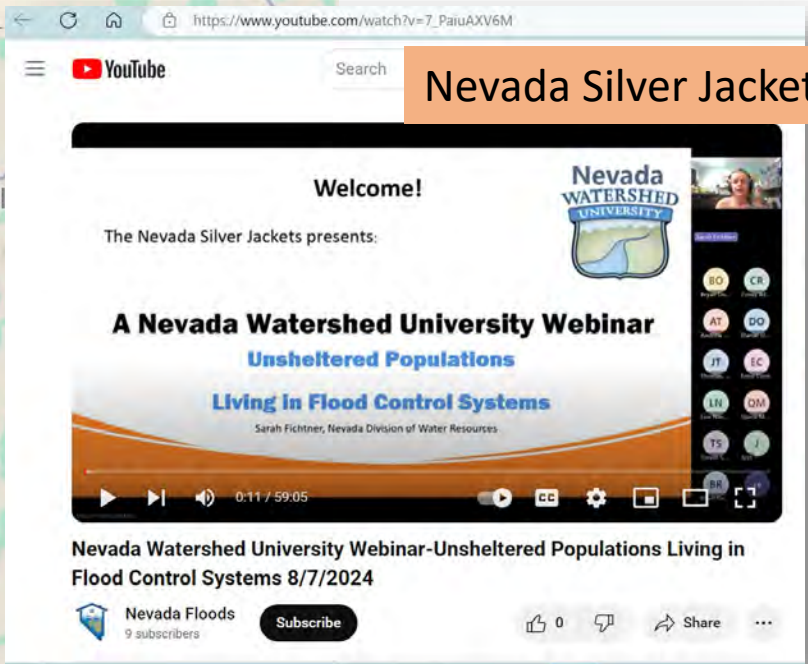 https://www.youtube.com/watch?v=7_PaiuAXV6M
YouTube
Search
Nevada Silver Jacket
Welcome!
The Nevada Silver Jackets presents:
Nevada
WATERSHED
UNIVERSITY
A Nevada Watershed University Webinar
Unsheltered Populations
Living in Flood Control Systems
Sarah Fichtner, Nevada Division of Water Resources
Sarah Fichtner
BO
CR
AT
DO
JT
EC
LN
OM
TS
J
BR
0:11 / 59:05
CC
Nevada Watershed University Webinar-Unsheltered Populations Living in
Flood Control Systems 8/7/2024
Nevada Floods
9 subscribers
Subscribe
0
Share